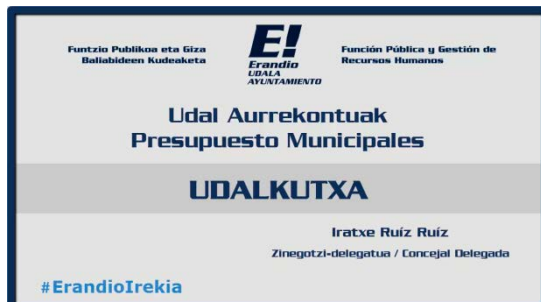 Funtzio Publikoa eta Giza
Baliabideen Kudeaketa
E!
Erandio
UDALA
AYUNTAMIENTO
Función Pública y Gestión de
Recursos Humanos
Udal Aurrekontuak
Presupuesto Municipales
UDALKUTXA
Iratxe Ruíz Ruíz
Zinegotzi-delegatua / Concejal Delegada
#ErandioIrekia